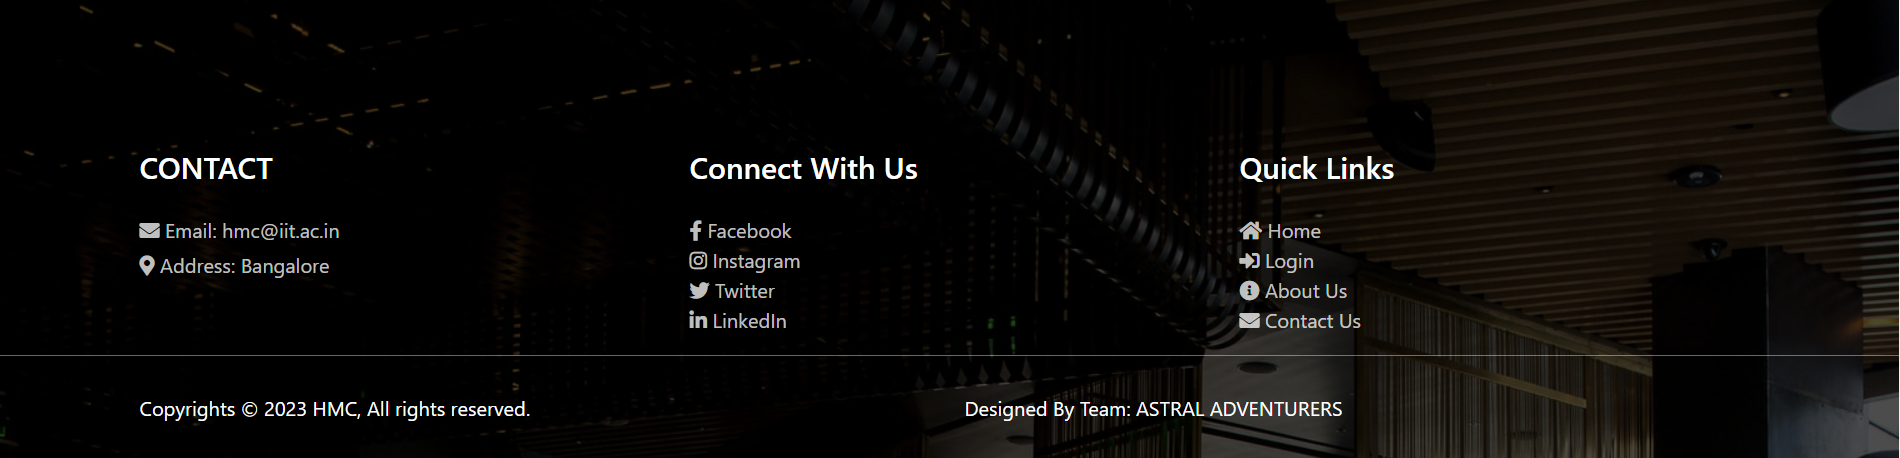 CONTACT
Email: hmc@iit.ac.in
Address: Bangalore
Connect With Us
Facebook
Instagram
Twitter
LinkedIn
Quick Links
Home
Login
About Us
Contact Us
Copyrights © 2023 HMC, All rights reserved.
Designed By Team: ASTRAL ADVENTURERS